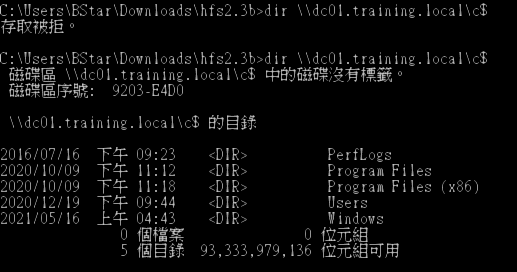 C:\Users\BStar\Downloads\hfs2.3b>dir \\dc01.training.local\c$
存取被拒。
C:\Users\BStar\Downloads\hfs2.3b>dir \\dc01.training.local\c$
磁碟區 \\dc01.training.local\c$ 中的磁碟沒有標籤。
磁碟區序號: 9203-E4D0
\\dc01.training.local\c$ 的目錄
2016/07/16 下午 09:23 <DIR> PerfLogs
2020/10/09 下午 11:12 <DIR> Program Files
2020/10/09 下午 11:18 <DIR> Program Files (x86)
2020/12/19 下午 09:44 <DIR> Users
2021/05/16 上午 04:43 <DIR> Windows
0 個檔案 0 位元組
5 個目錄 93,333,979,136 位元組可用